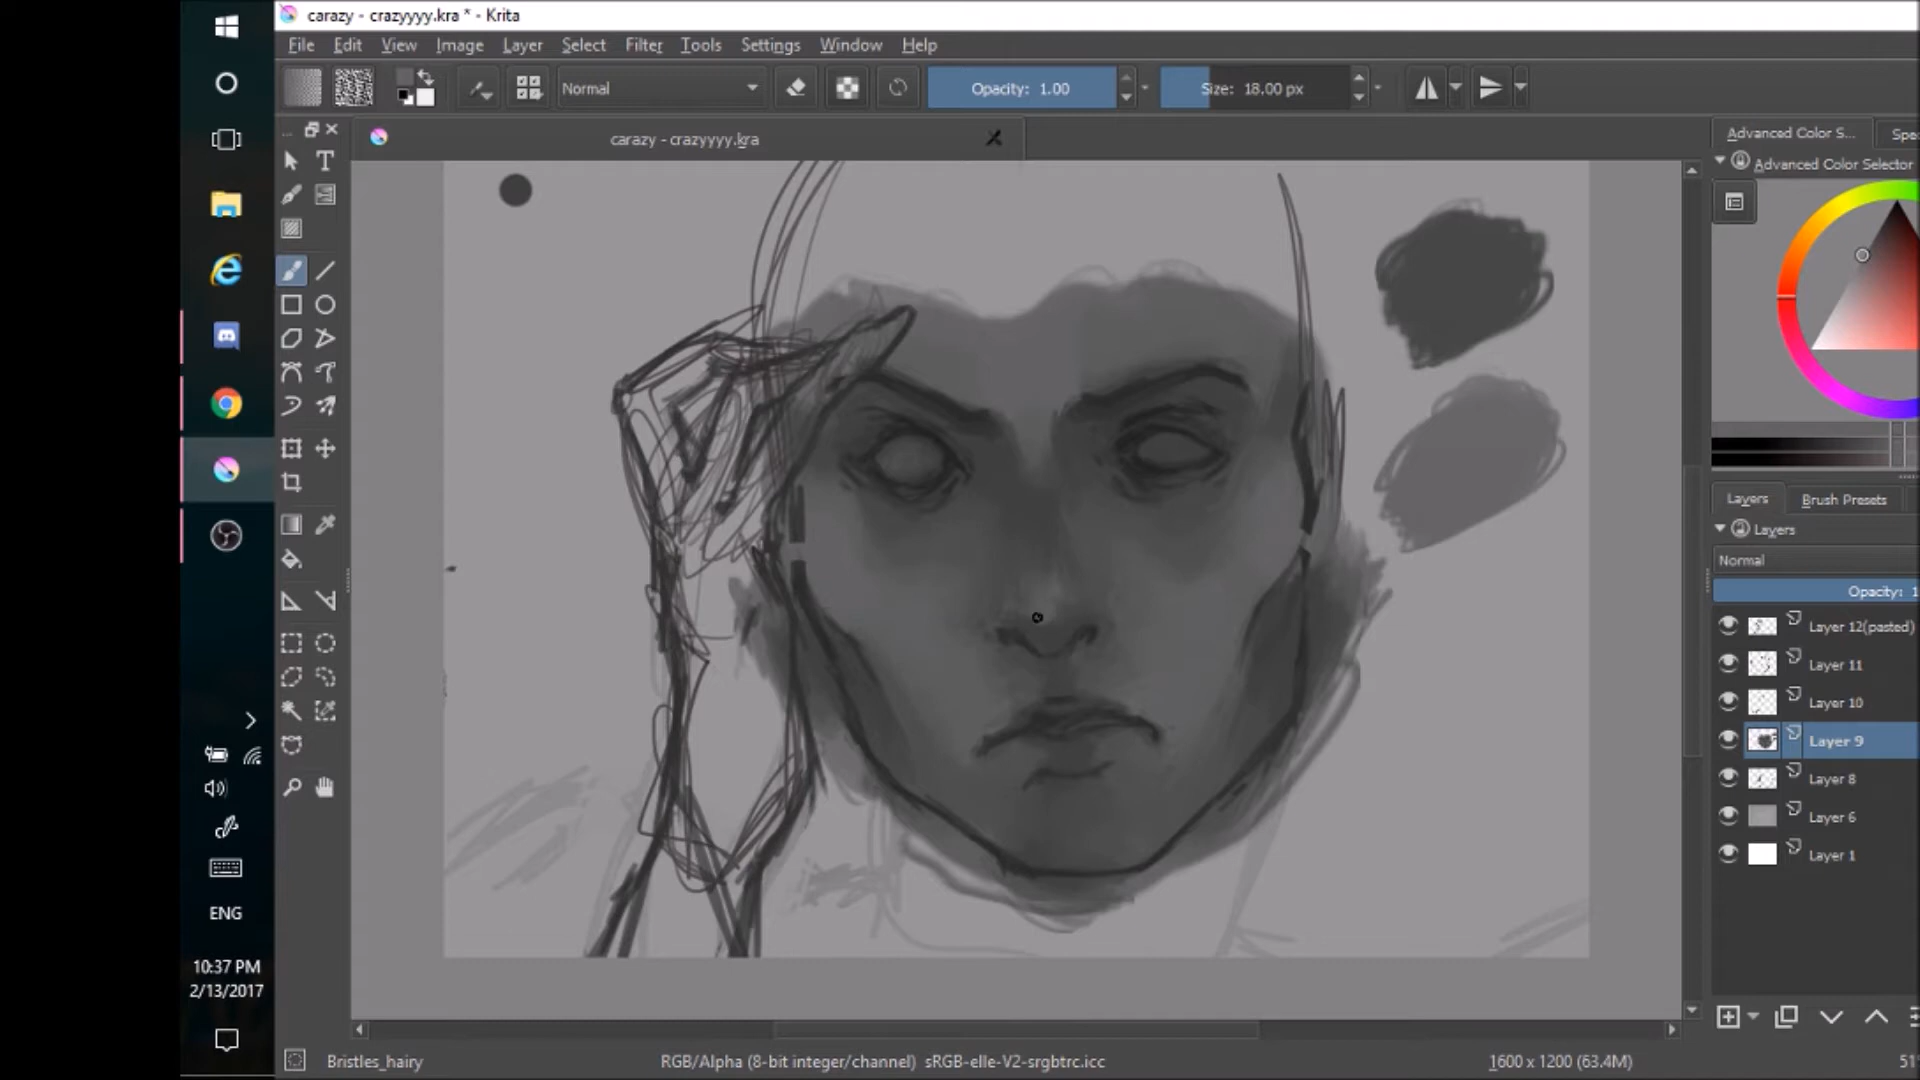 carazy - crazyyyy.kra * - Krita
File Edit View Image Layer Select Filter Tools Settings Window Help
Normal Opacity: 1.00 Size: 18.00 px
carazy - crazyyyy.kra
Advanced Color S...
Advanced Color Selector
Layers Brush Presets
Layers
Normal
Opacity: 1
Layer 12(pasted)
Layer 11
Layer 10
Layer 9
Layer 8
Layer 6
Layer 1
ENG
10:37 PM
2/13/2017
Bristles_hairy RGB/Alpha (8-bit integer/channel) sRGB-elle-V2-srgbtrc.icc 1600 x 1200 (63.4M)